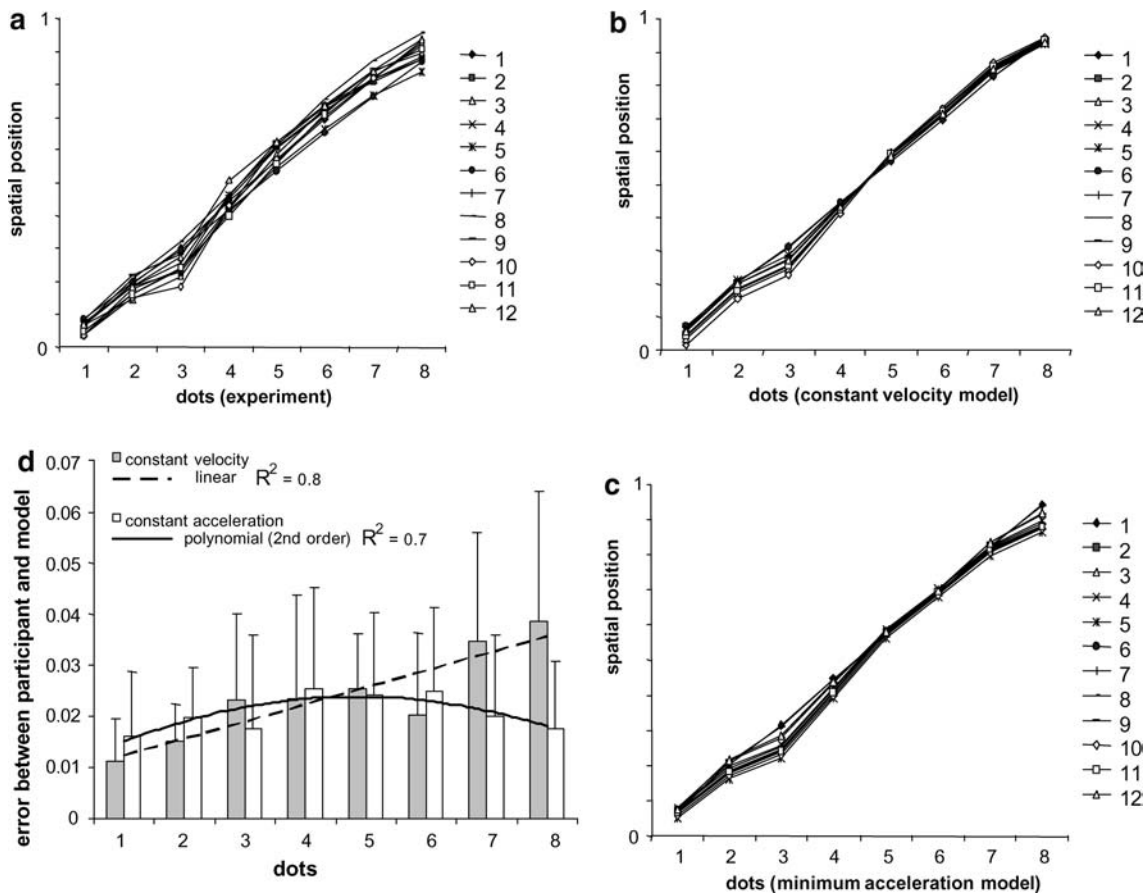 a
1
spatial position
0
1 2 3 4 5 6 7 8
dots (experiment)
1
2
3
4
5
6
7
8
9
10
11
12
b
1
spatial position
0
1 2 3 4 5 6 7 8
dots (constant velocity model)
1
2
3
4
5
6
7
8
9
10
11
12
d
error between participant and model
0.07
0.06
0.05
0.04
0.03
0.02
0.01
0
constant velocity
linear R² = 0.8
constant acceleration
polynomial (2nd order) R² = 0.7
1 2 3 4 5 6 7 8
dots
c
1
spatial position
0
1 2 3 4 5 6 7 8
dots (minimum acceleration model)
1
2
3
4
5
6
7
8
9
10
11
12